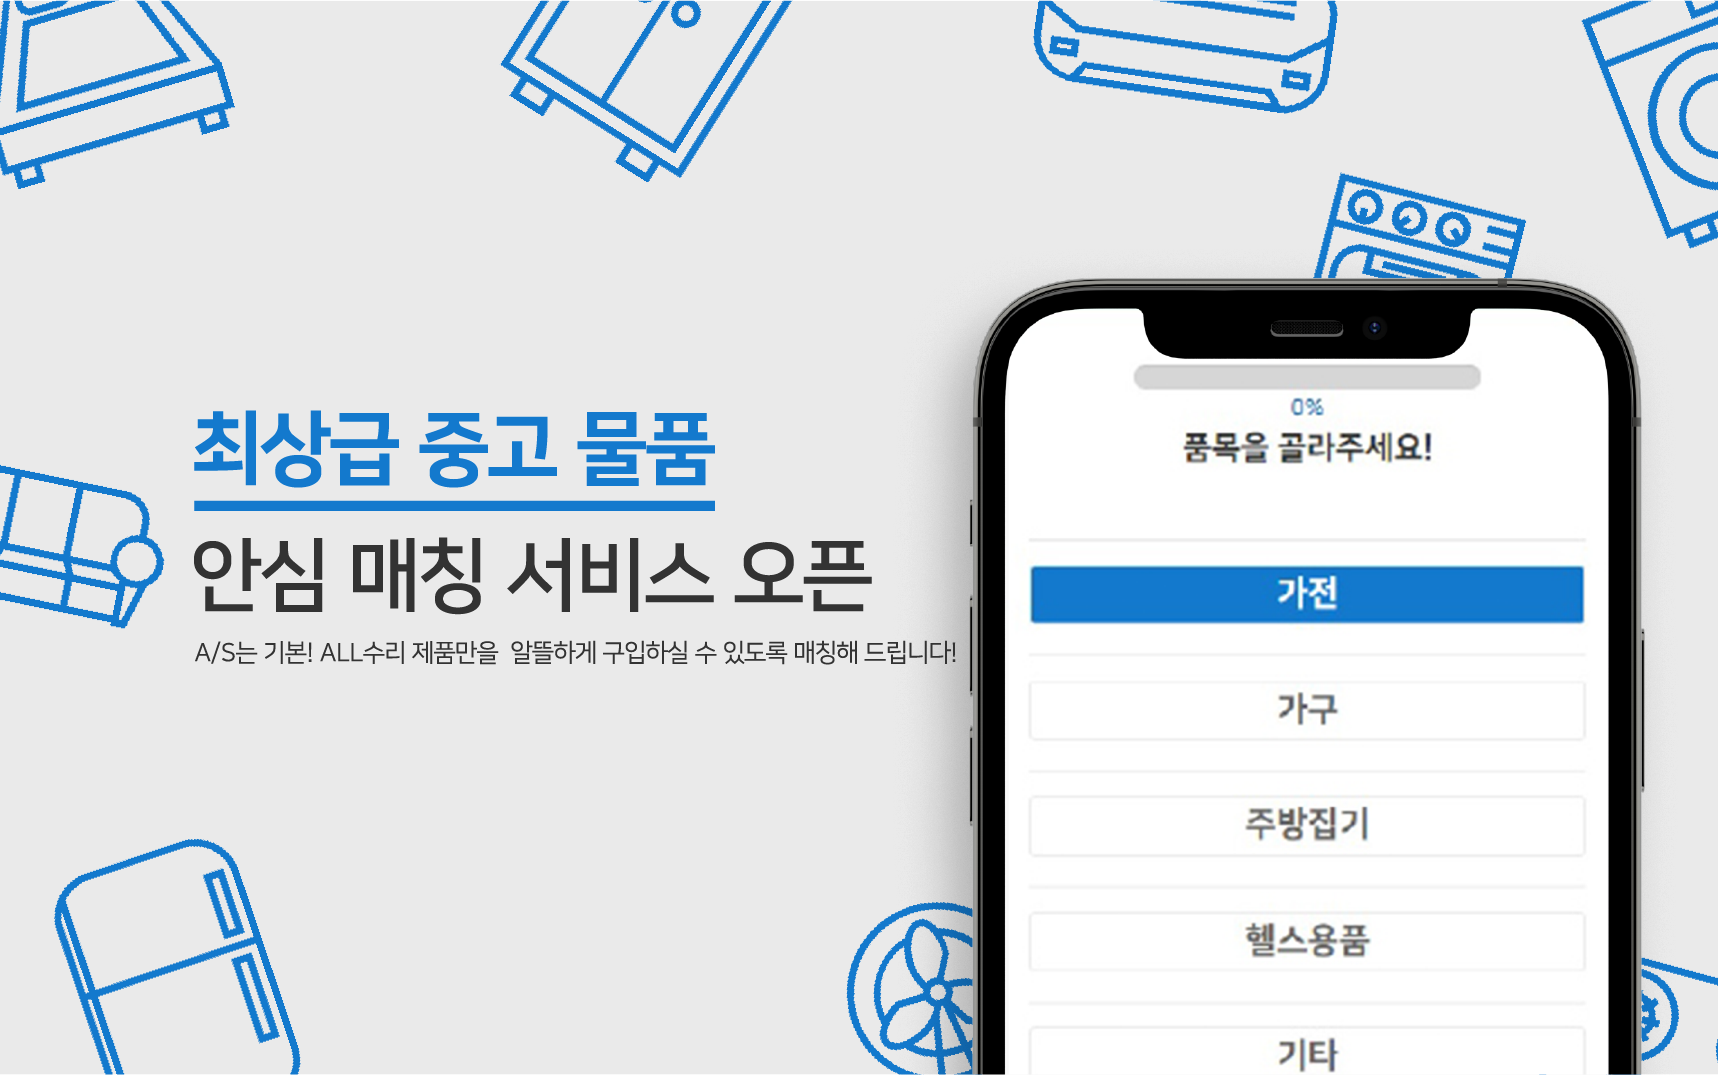 최상급 중고 물품
안심 매칭 서비스 오픈
A/S는 기본! ALL수리 제품만을 알뜰하게 구입하실 수 있도록 매칭해 드립니다!
0%
품목을 골라주세요!
가전
가구
주방집기
헬스용품
기타